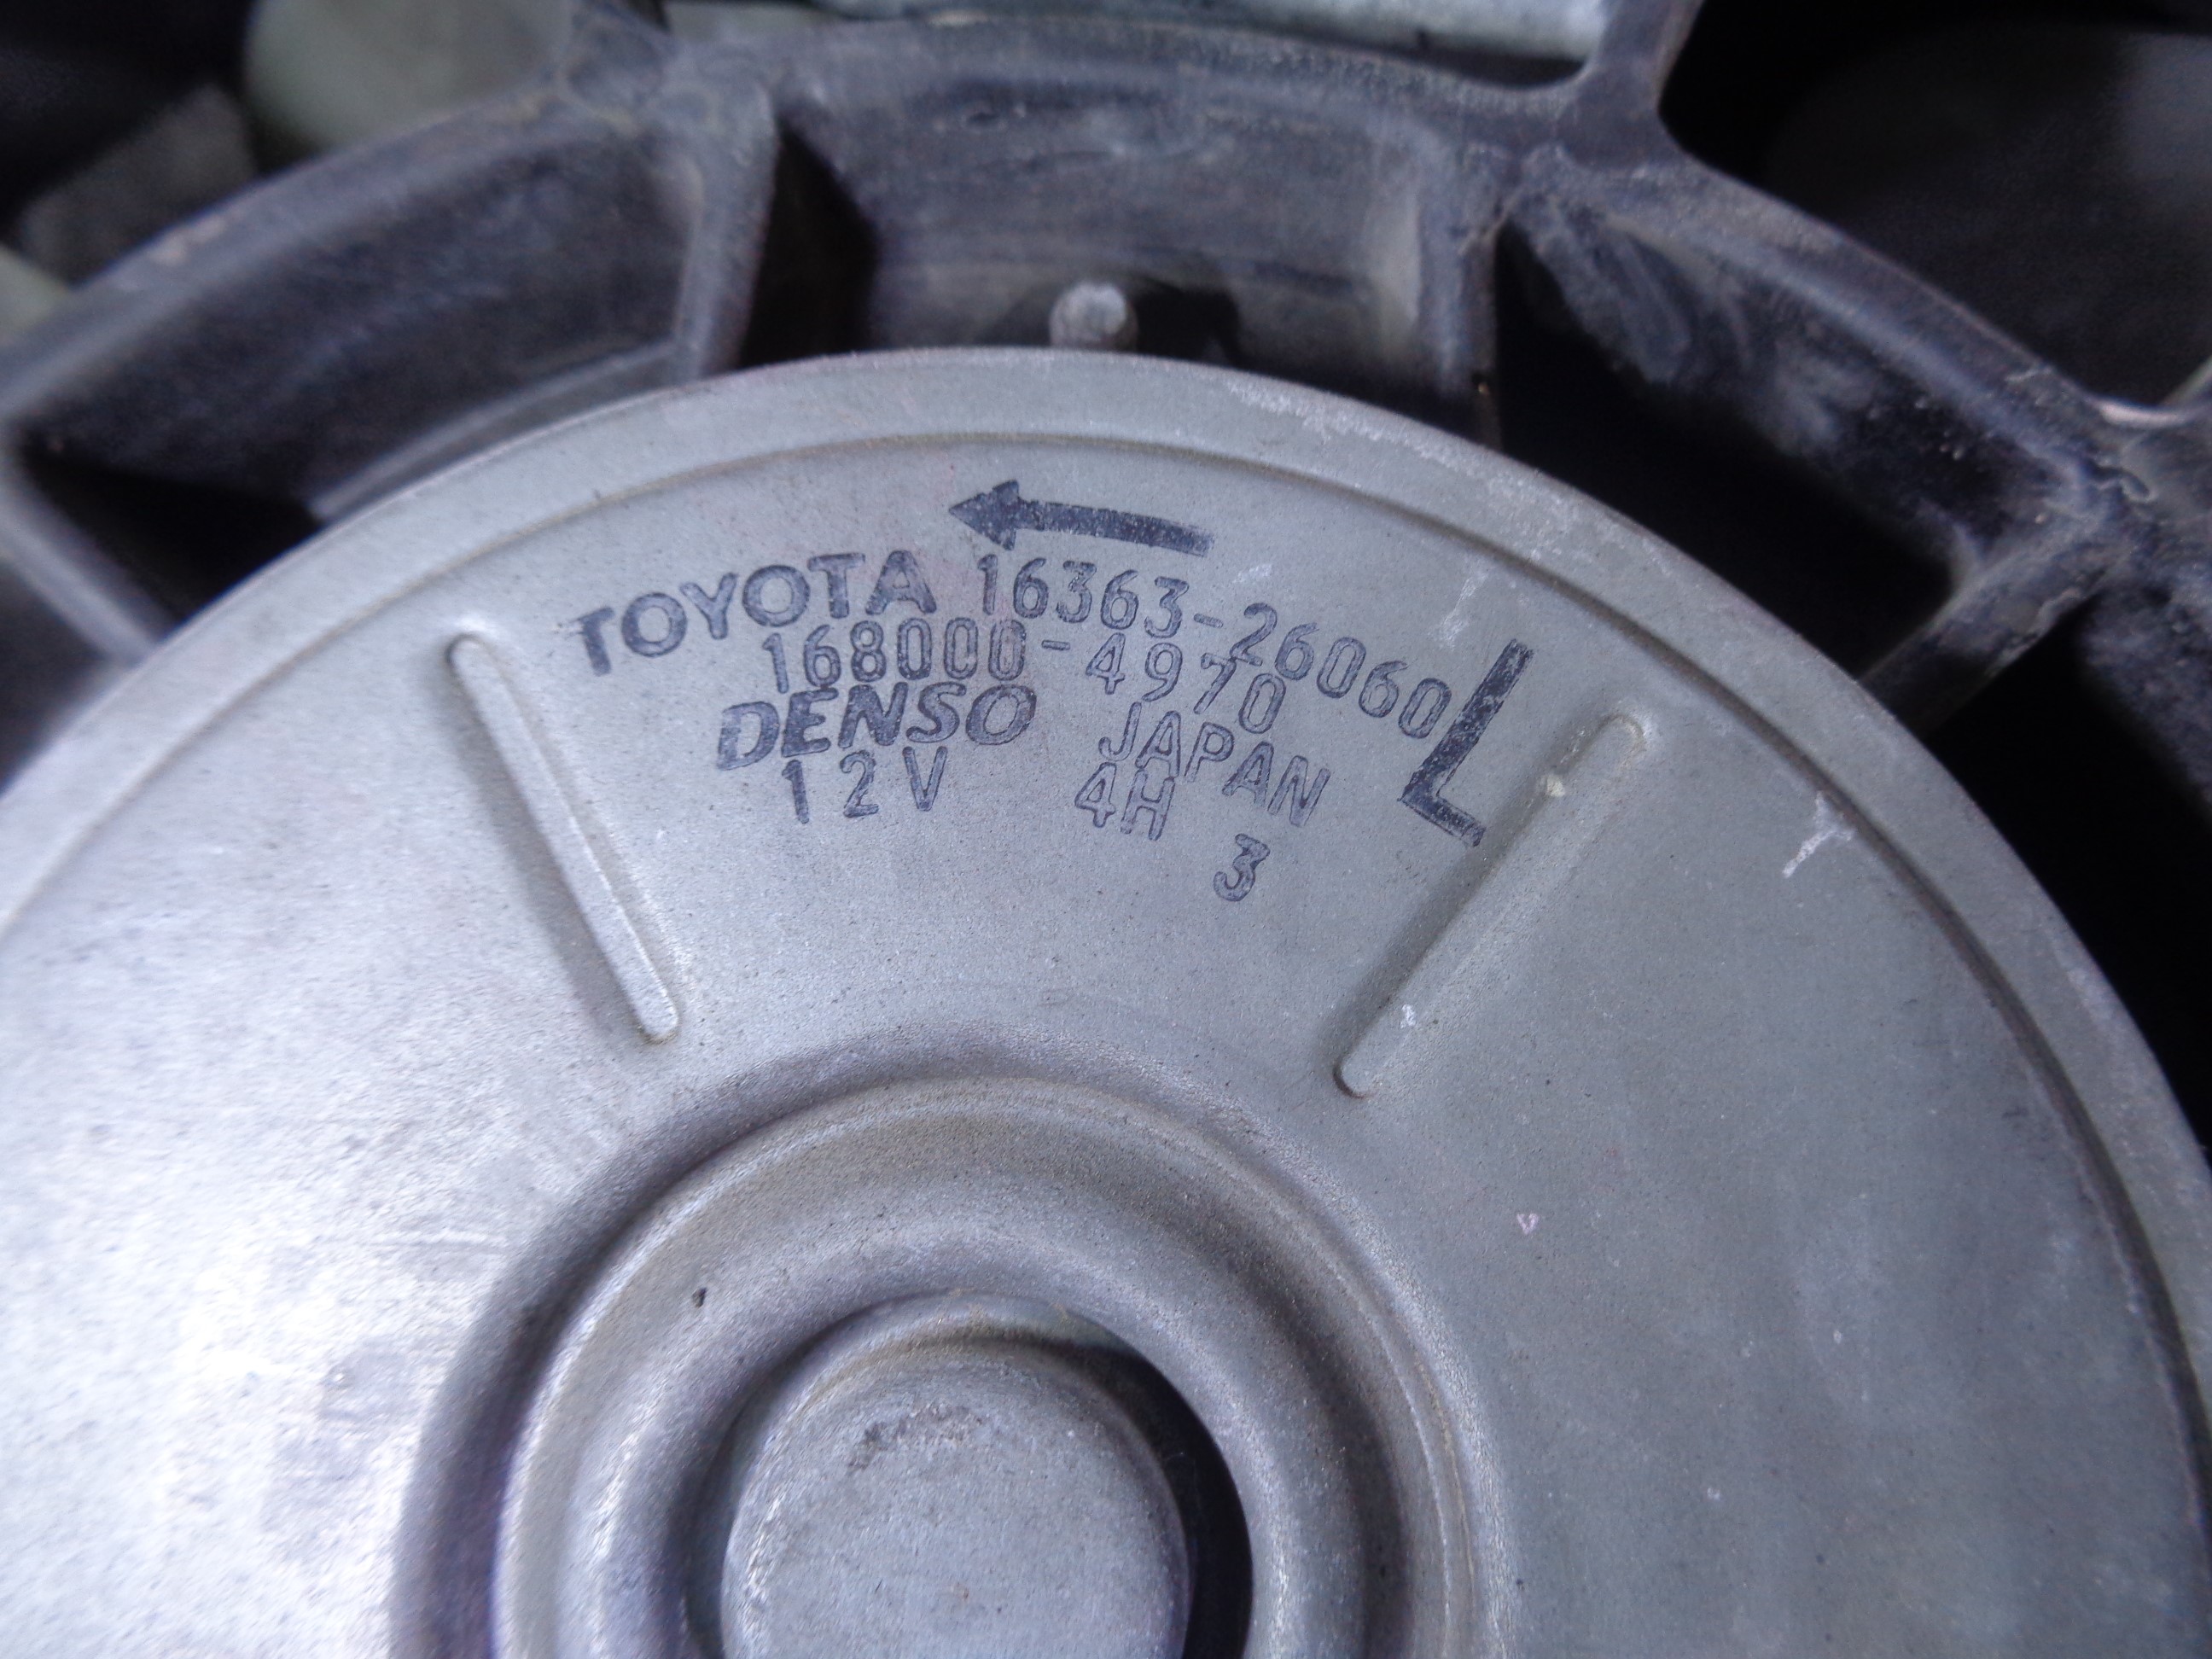 TOYOTA 16363-26060 L
168000-4970
DENSO JAPAN
12V 4H 3